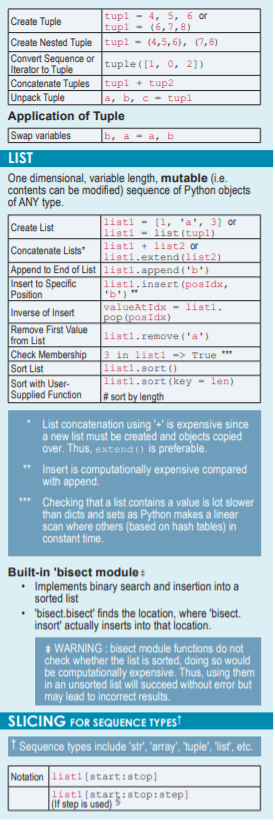 Create Tuple
tup1 = 4, 5, 6 or
tup1 = (6,7,8)
Create Nested Tuple
tup1 = (4,5,6), (7,8)
Convert Sequence or
Iterator to Tuple
tuple([1, 0, 2])
Concatenate Tuples
tup1 + tup2
Unpack Tuple
a, b, c = tup1
Application of Tuple
Swap variables
b, a = a, b
LIST
One dimensional, variable length, mutable (i.e.
contents can be modified) sequence of Python objects
of ANY type.
Create List
list1 = [1, 'a', 3] or
list1 = list(tup1)
Concatenate Lists*
list1 + list2 or
list1.extend(list2)
Append to End of List
list1.append('b')
Insert to Specific
Position
list1.insert(posIdx,
'b') **
Inverse of Insert
valueAtIdx = list1.
pop(posIdx)
Remove First Value
from List
list1.remove('a')
Check Membership
3 in list1 => True ***
Sort List
list1.sort()
Sort with User-
Supplied Function
list1.sort(key = len)
# sort by length
* List concatenation using '+' is expensive since
a new list must be created and objects copied
over. Thus, extend() is preferable.
** Insert is computationally expensive compared
with append.
*** Checking that a list contains a value is lot slower
than dicts and sets as Python makes a linear
scan where others (based on hash tables) in
constant time.
Built-in 'bisect module‡
• Implements binary search and insertion into a
sorted list
• 'bisect.bisect' finds the location, where 'bisect.
insort' actually inserts into that location.
‡ WARNING : bisect module functions do not
check whether the list is sorted, doing so would
be computationally expensive. Thus, using them
in an unsorted list will succeed without error but
may lead to incorrect results.
SLICING FOR SEQUENCE TYPES†
† Sequence types include 'str', 'array', 'tuple', 'list', etc.
Notation
list1[start:stop]
list1[start:stop:step]
(If step is used) §